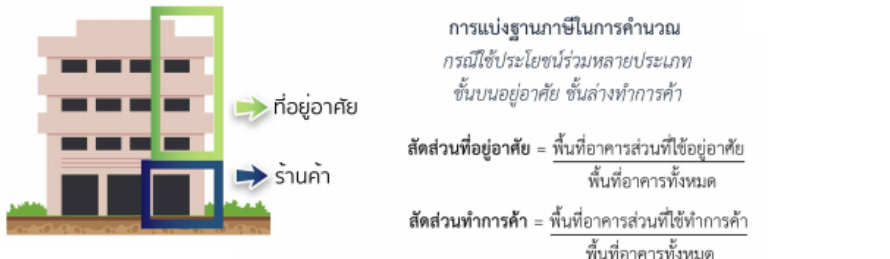 ที่อยู่อาศัย
ร้านค้า
การแบ่งฐานภาษีในการคำนวณ
กรณีใช้ประโยชน์ร่วมหลายประเภท
ชั้นบนอยู่อาศัย ชั้นล่างทำการค้า
สัดส่วนที่อยู่อาศัย = พื้นที่อาคารส่วนที่ใช้อยู่อาศัย
พื้นที่อาคารทั้งหมด
สัดส่วนทำการค้า = พื้นที่อาคารส่วนที่ใช้ทำการค้า
พื้นที่อาคารทั้งหมด